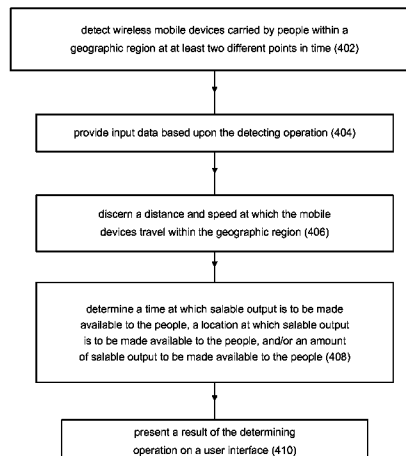 detect wireless mobile devices carried by people within a
geographic region at at least two different points in time (402)
provide input data based upon the detecting operation (404)
discern a distance and speed at which the mobile
devices travel within the geographic region (406)
determine a time at which salable output is to be made
available to the people, a location at which salable output
is to be made available to the people, and/or an amount
of salable output to be made available to the people (408)
present a result of the determining
operation on a user interface (410)